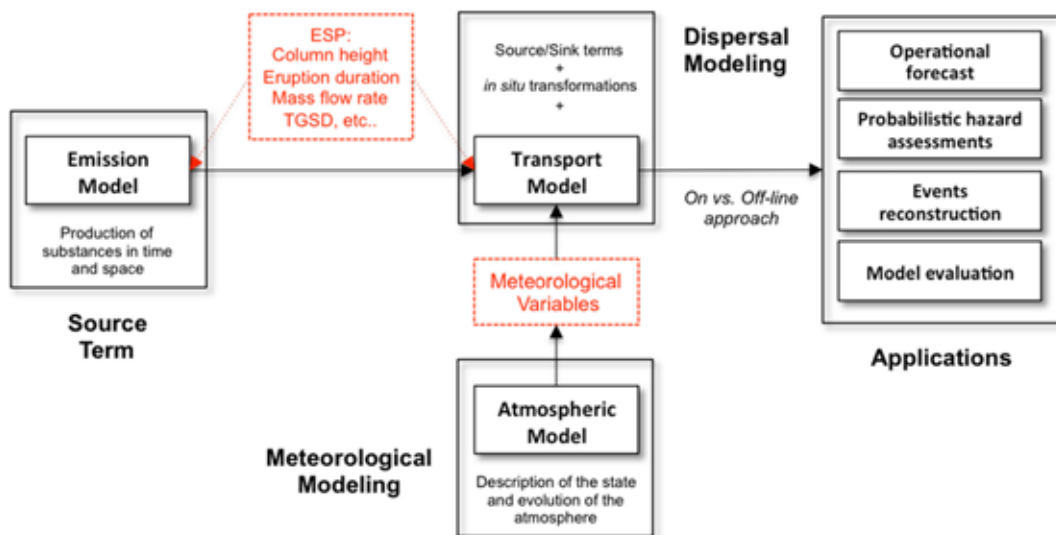 ESP:
Column height
Eruption duration
Mass flow rate
TGSD, etc..
Emission
Model
Production of
substances in time
and space
Source
Term
Source/Sink terms
+
in situ transformations
+
Transport
Model
Dispersal
Modeling
On vs. Off-line
approach
Meteorological
Variables
Atmospheric
Model
Description of the state
and evolution of the
atmosphere
Meteorological
Modeling
Operational
forecast
Probabilistic hazard
assessments
Events
reconstruction
Model evaluation
Applications